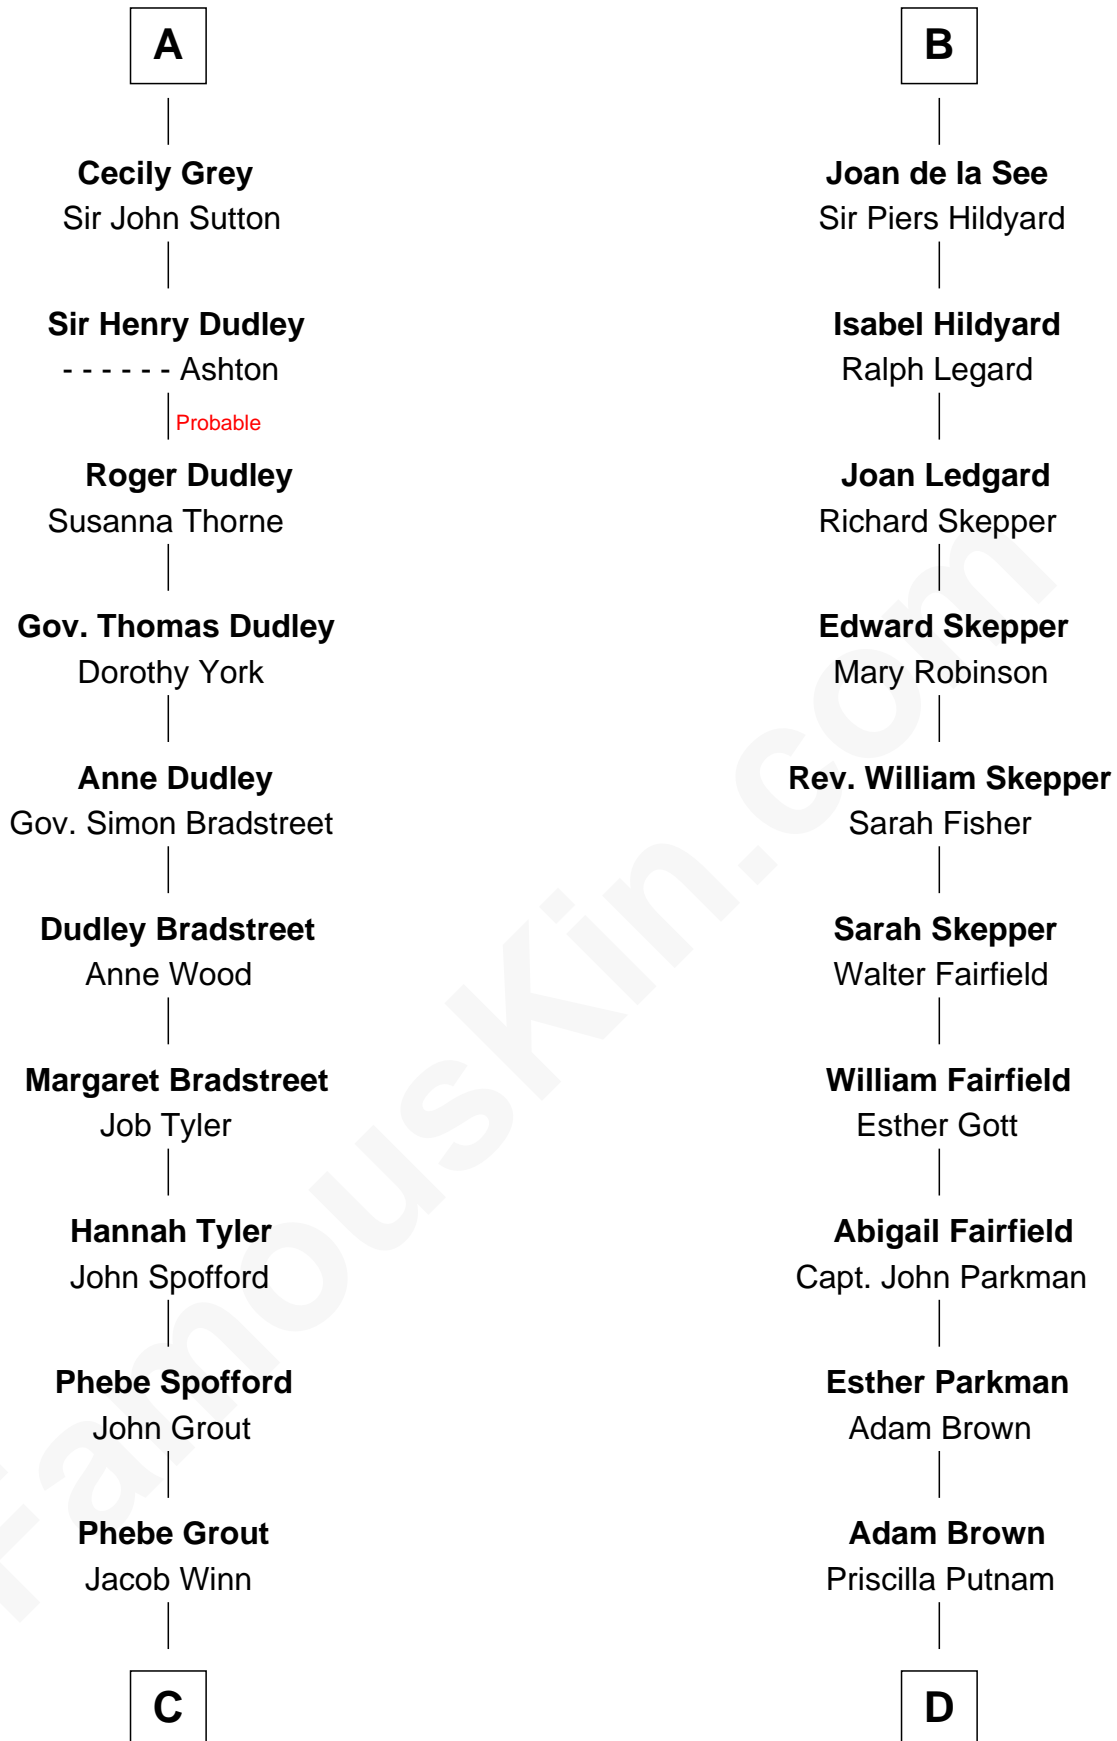 A
Cecily Grey
Sir John Sutton
Sir Henry Dudley
- - - - - - Ashton
Probable
Roger Dudley
Susanna Thorne
Gov. Thomas Dudley
Dorothy York
Anne Dudley
Gov. Simon Bradstreet
Dudley Bradstreet
Anne Wood
Margaret Bradstreet
Job Tyler
Hannah Tyler
John Spofford
Phebe Spofford
John Grout
Phebe Grout
Jacob Winn
C
B
Joan de la See
Sir Piers Hildyard
Isabel Hildyard
Ralph Legard
Joan Ledgard
Richard Skepper
Edward Skepper
Mary Robinson
Rev. William Skepper
Sarah Fisher
Sarah Skepper
Walter Fairfield
William Fairfield
Esther Gott
Abigail Fairfield
Capt. John Parkman
Esther Parkman
Adam Brown
Adam Brown
Priscilla Putnam
D
FamousKin.com